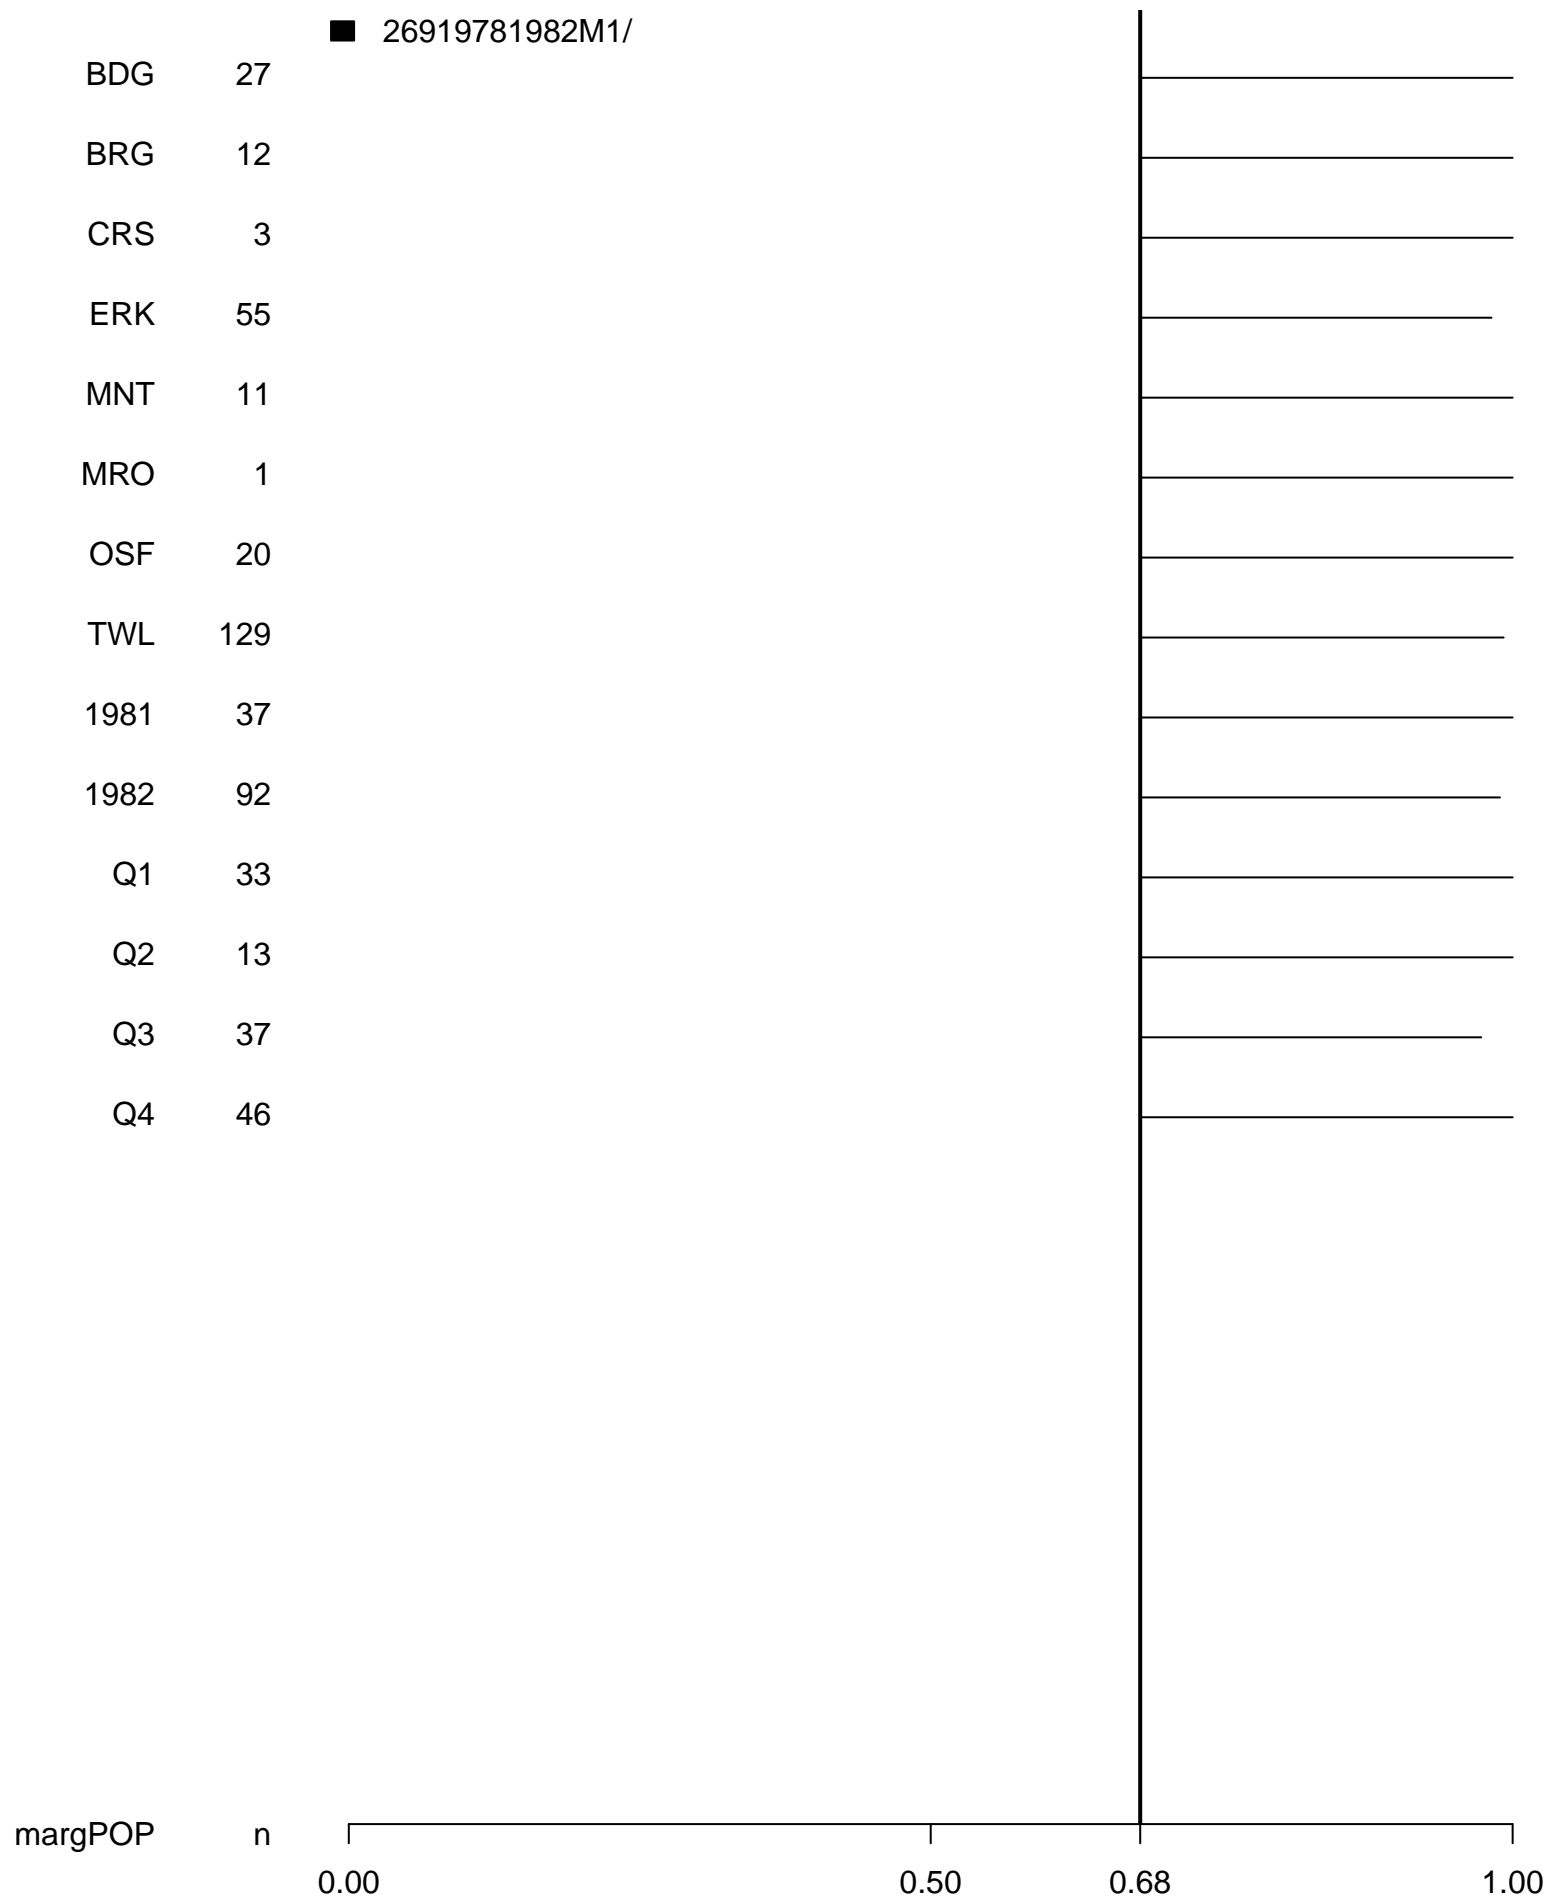 26919781982M1/
BDG 27
BRG 12
CRS 3
ERK 55
MNT 11
MRO 1
OSF 20
TWL 129
1981 37
1982 92
Q1 33
Q2 13
Q3 37
Q4 46
margPOP n
0.00 0.50 0.68 1.00